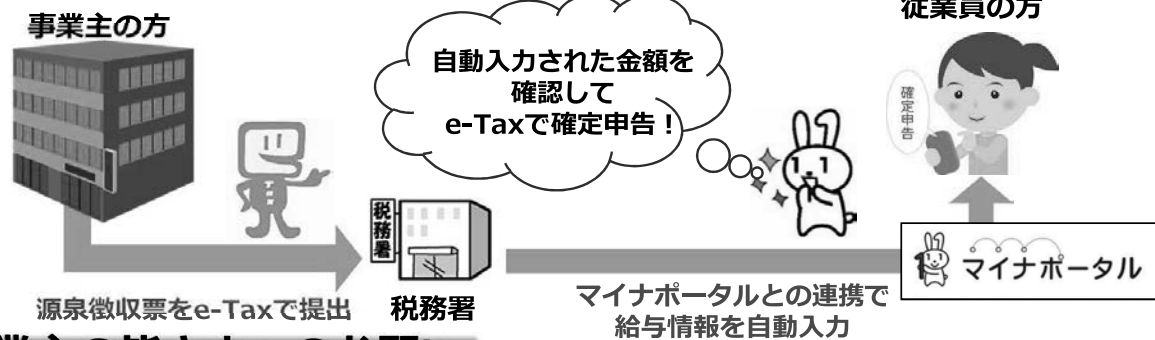 事業主の方
従業員の方
自動入力された金額を
確認して
e-Taxで確定申告！
確定申告
税務署
マイナポータル
源泉徴収票をe-Taxで提出
税務署
マイナポータルとの連携で
給与情報を自動入力